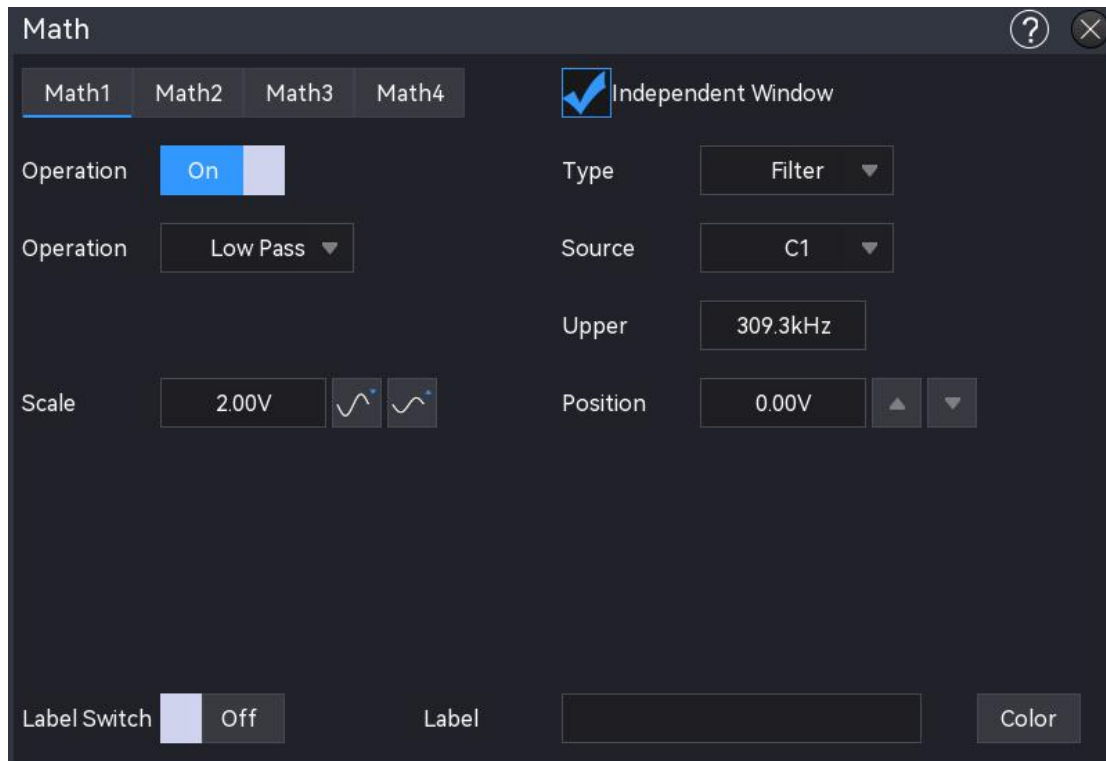 Math ?
Math1 Math2 Math3 Math4 Independent Window
Operation On Type Filter
Operation Low Pass Source C1
Upper 309.3kHz
Scale 2.00V Position 0.00V
Label Switch Off Label Color